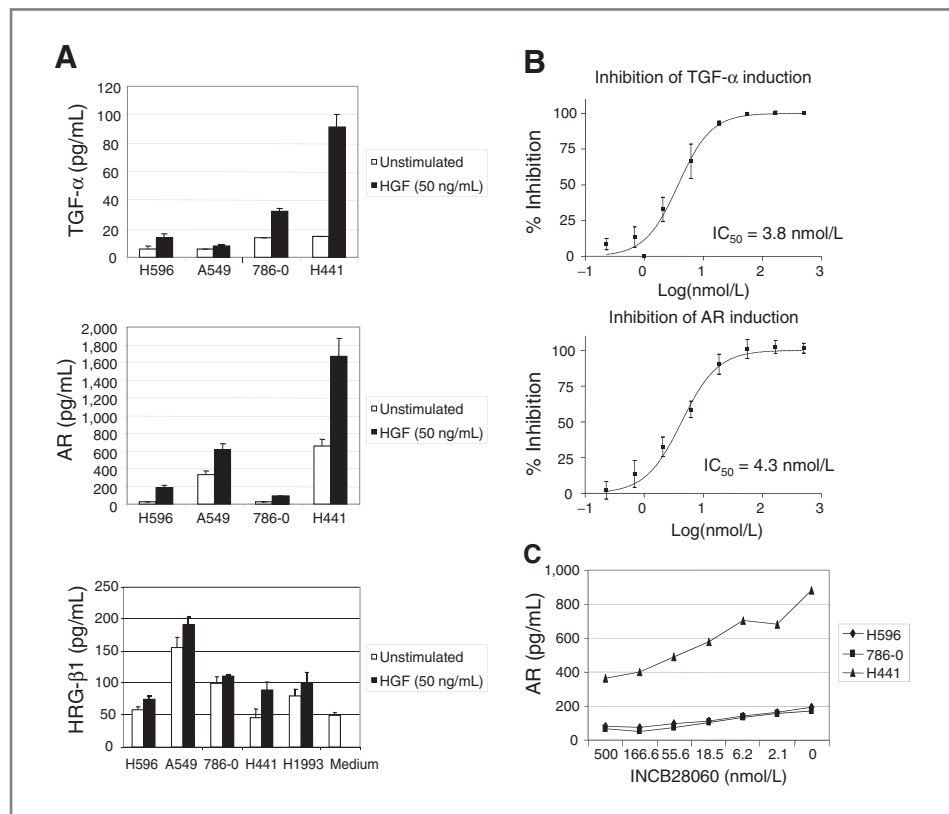 A
TGF-α (pg/mL)
120
100
80
60
40
20
0
H596 A549 786-0 H441
Unstimulated
HGF (50 ng/mL)
AR (pg/mL)
2,000
1,800
1,600
1,400
1,200
1,000
800
600
400
200
0
H596 A549 786-0 H441
Unstimulated
HGF (50 ng/mL)
HRG-β1 (pg/mL)
250
200
150
100
50
0
H596 A549 786-0 H441 H1993 Medium
Unstimulated
HGF (50 ng/mL)
B
Inhibition of TGF-α induction
% Inhibition
100
75
50
25
0
IC50 = 3.8 nmol/L
−1 0 1 2 3
Log(nmol/L)
Inhibition of AR induction
% Inhibition
100
75
50
25
0
IC50 = 4.3 nmol/L
−1 0 1 2 3
Log(nmol/L)
C
AR (pg/mL)
1,000
800
600
400
200
0
500 166.6 55.6 18.5 6.2 2.1 0
INCB28060 (nmol/L)
H596
786-0
H441